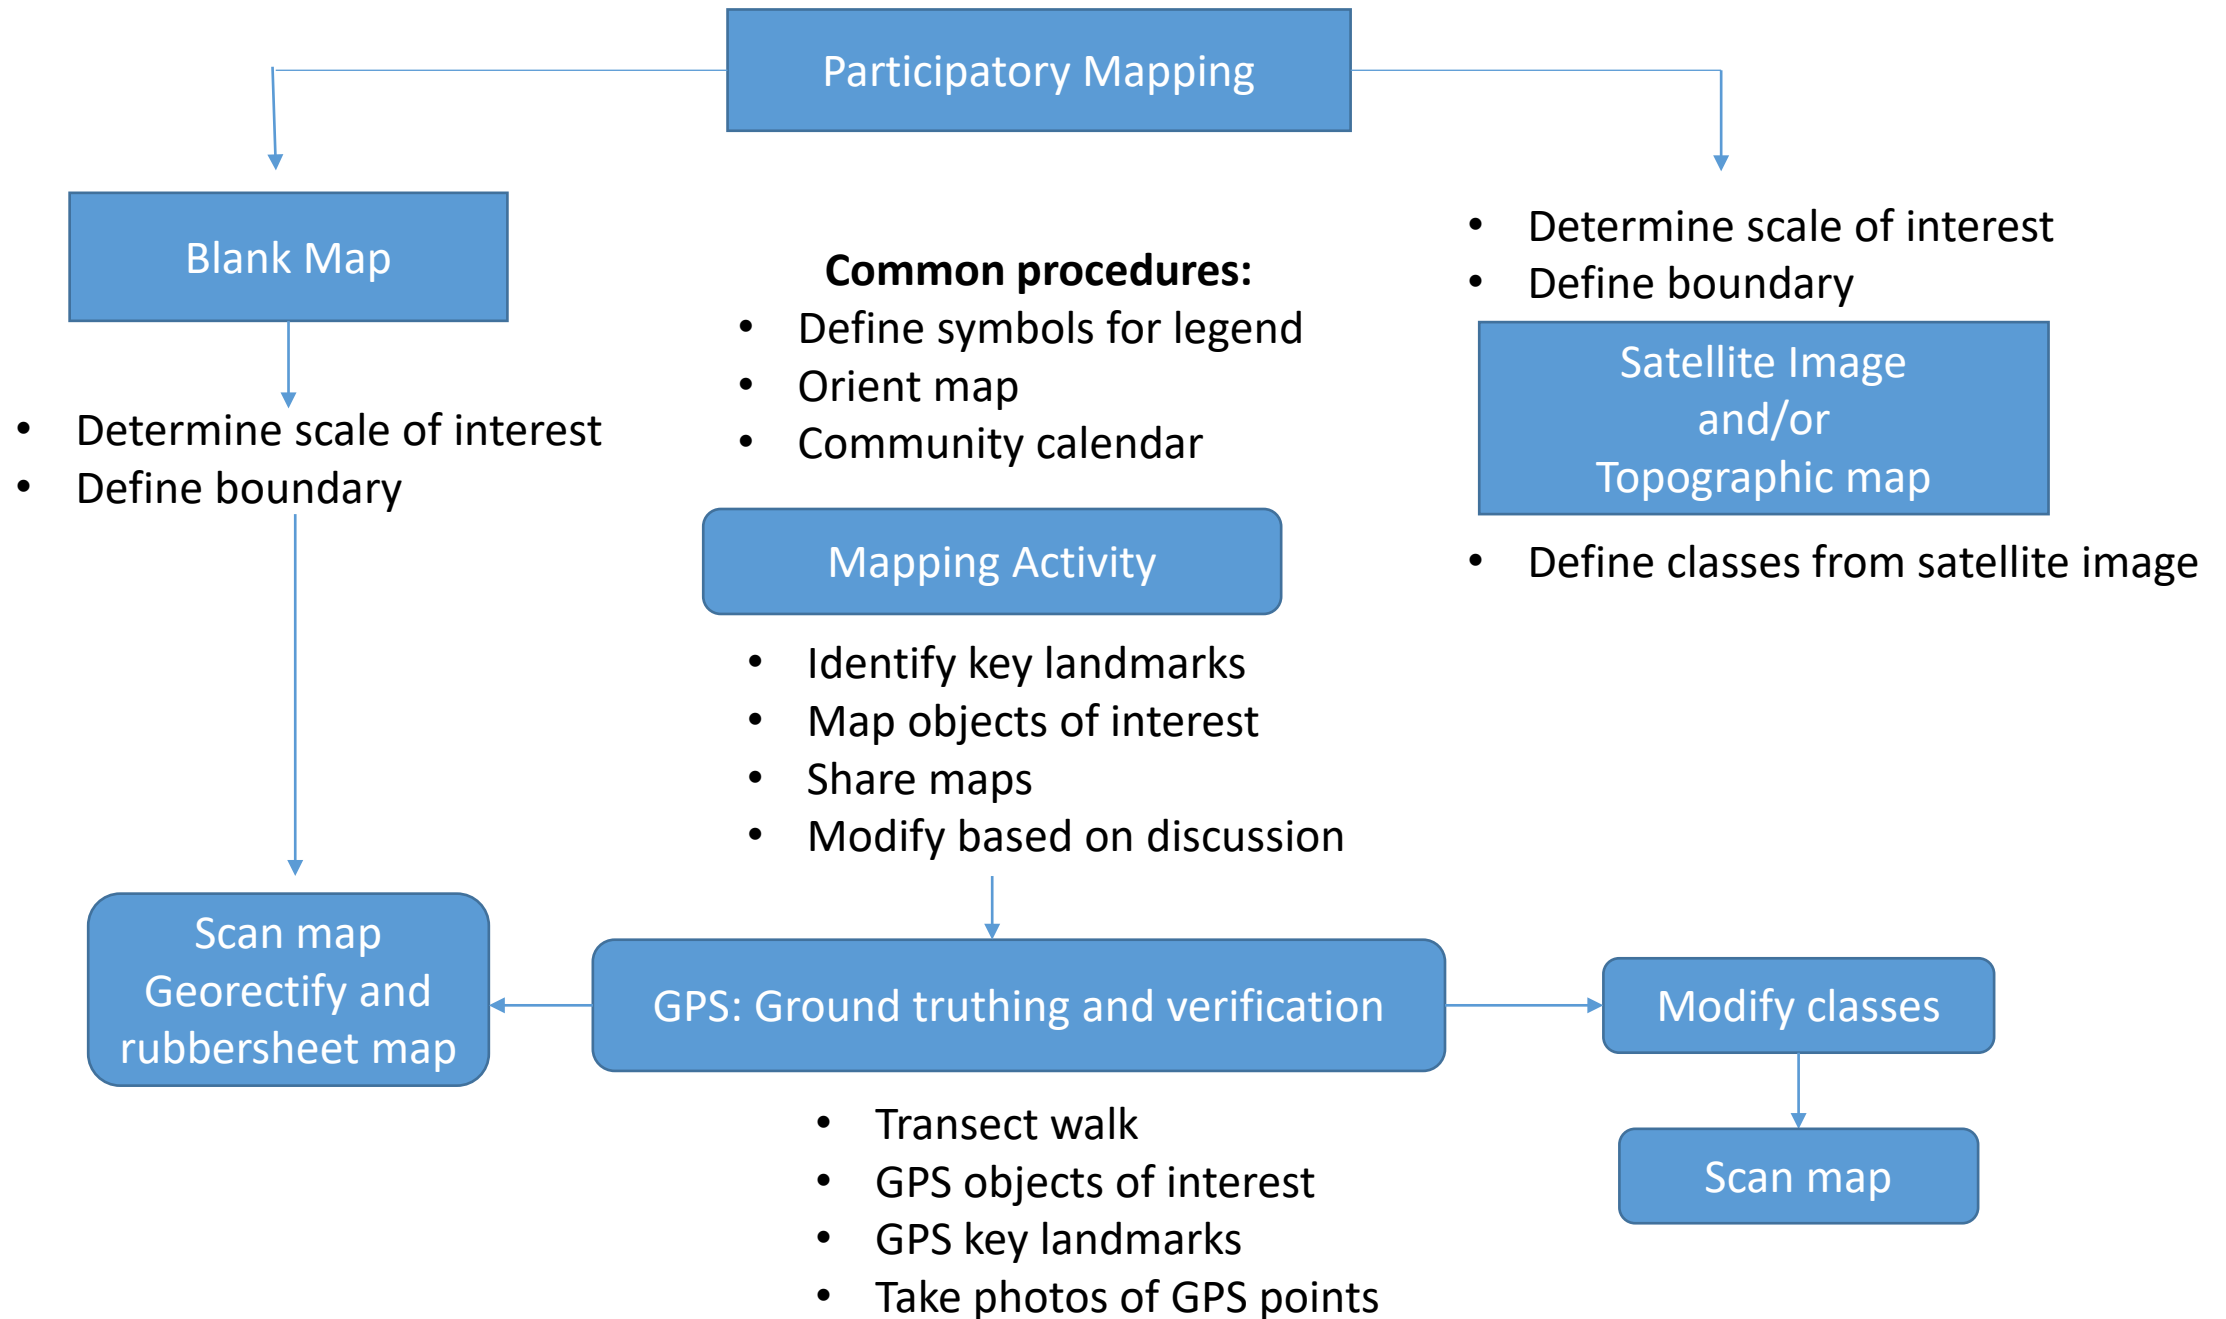 Participatory Mapping
Blank Map
• Determine scale of interest
• Define boundary
Common procedures:
• Define symbols for legend
• Orient map
• Community calendar
Mapping Activity
• Identify key landmarks
• Map objects of interest
• Share maps
• Modify based on discussion
• Determine scale of interest
• Define boundary
Satellite Image
and/or
Topographic map
• Define classes from satellite image
Scan map
Georectify and
rubbersheet map
GPS: Ground truthing and verification
• Transect walk
• GPS objects of interest
• GPS key landmarks
• Take photos of GPS points
Modify classes
Scan map